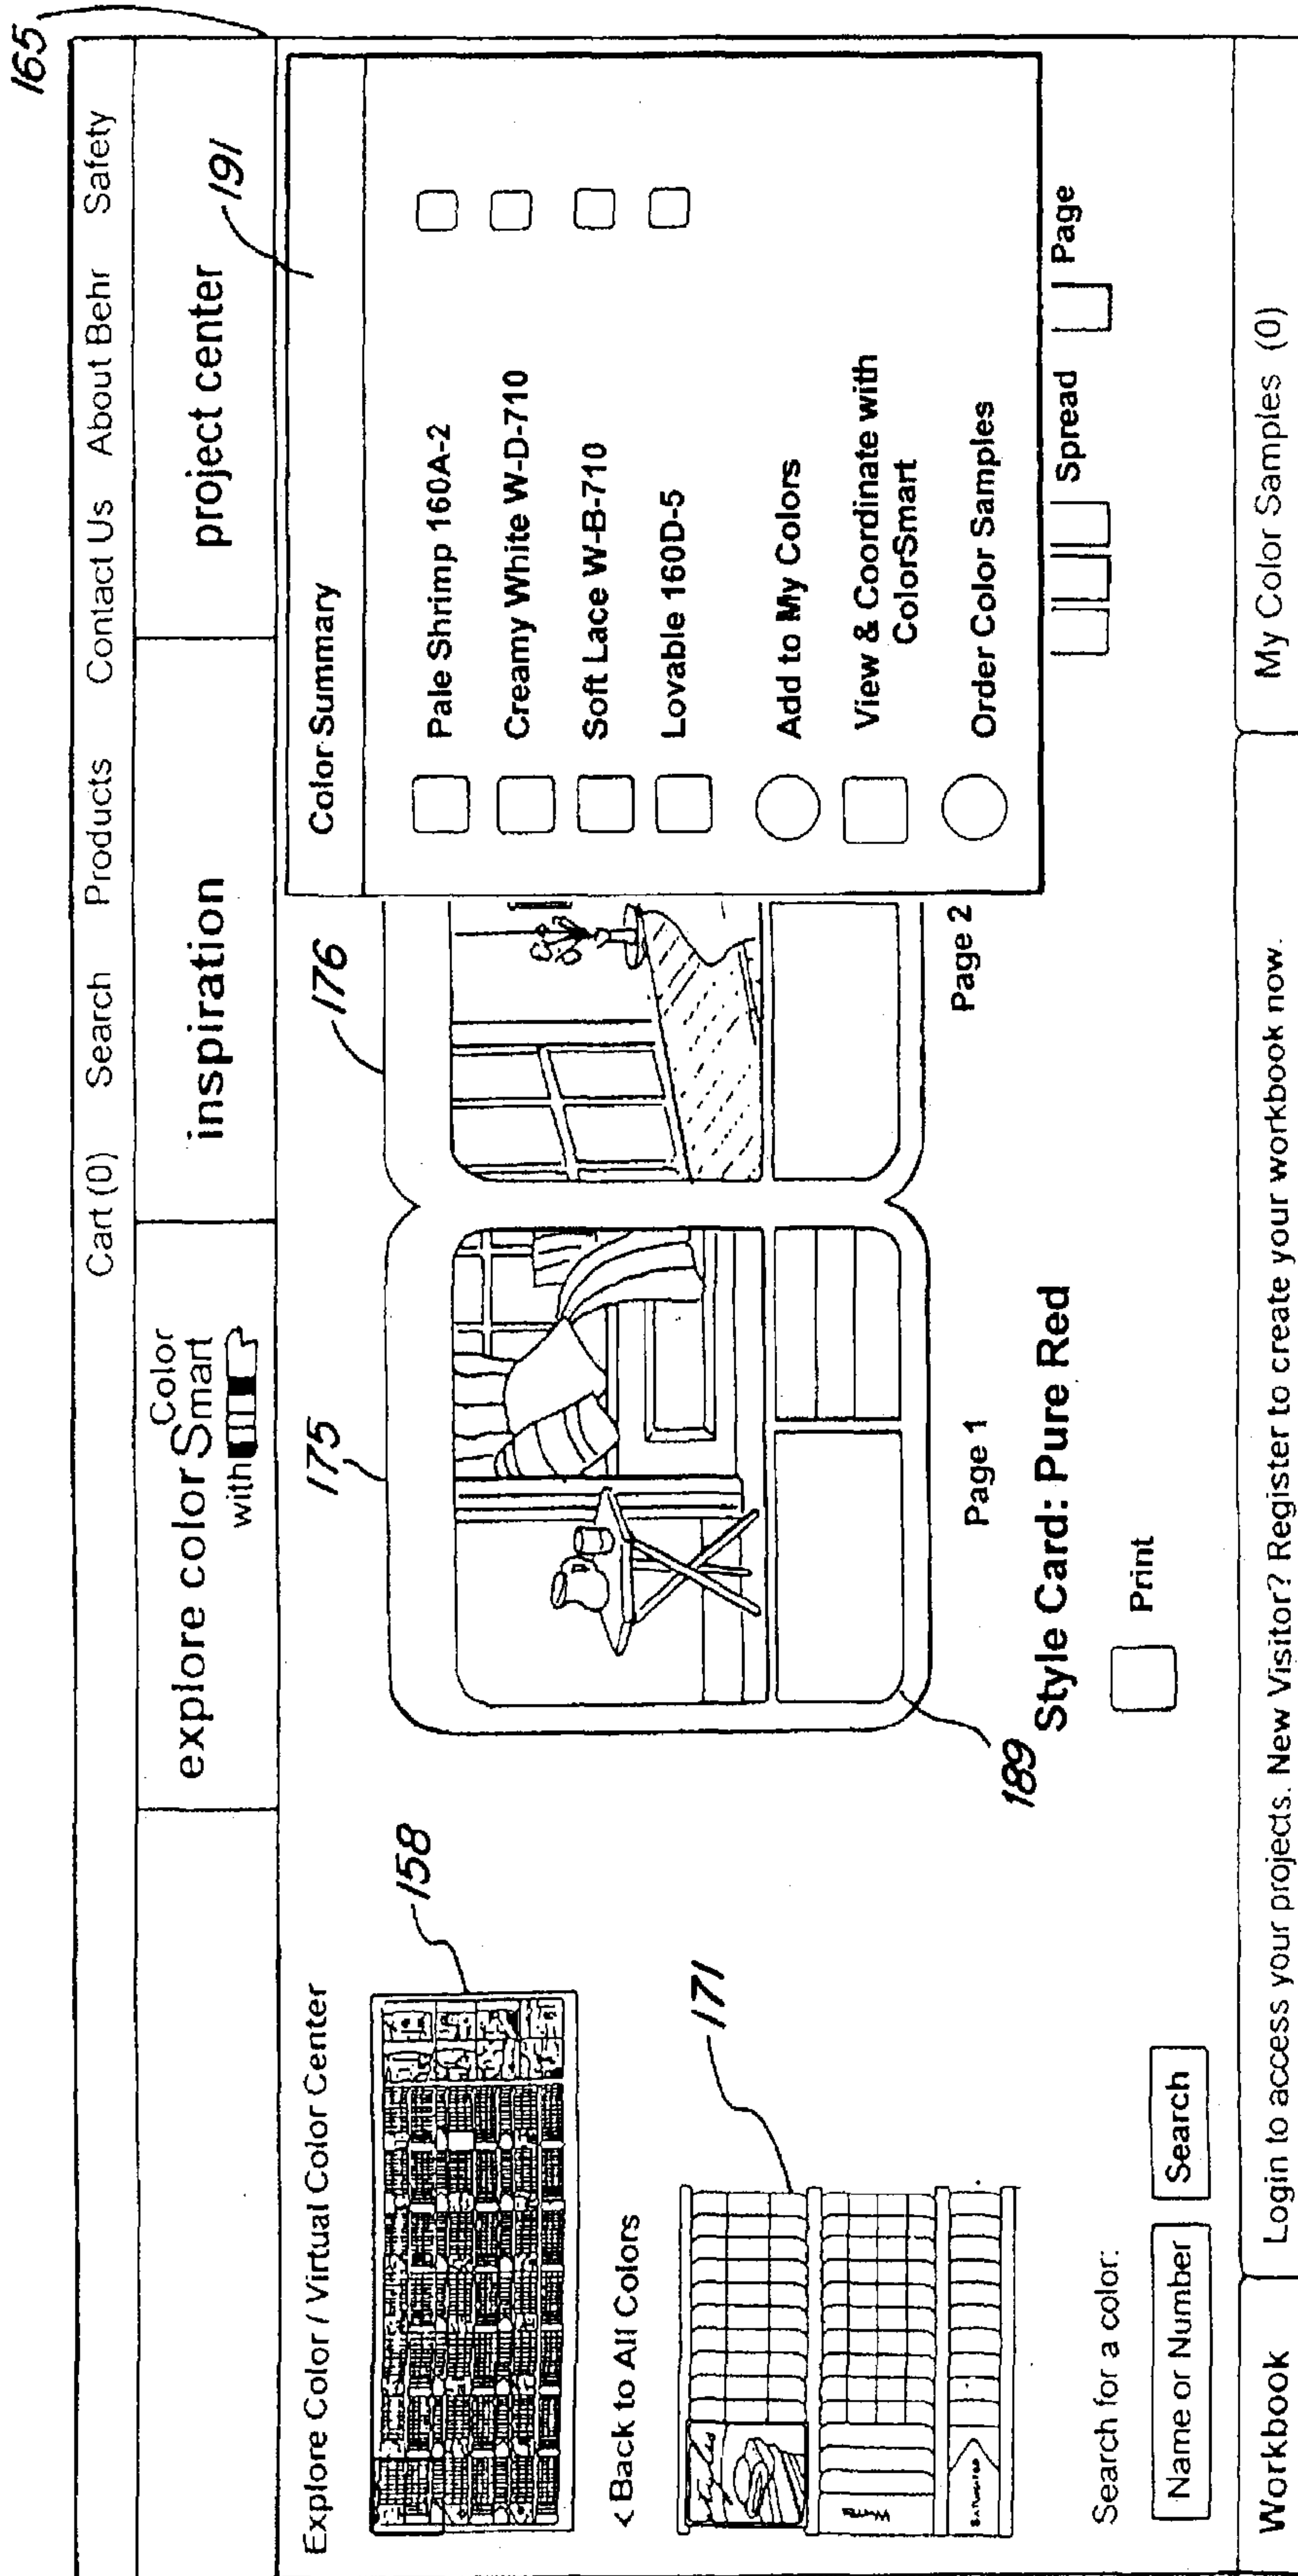 165
Cart (0) Search Products Contact Us About Behr Safety
explore color
with
Color
Smart
inspiration
project center
191
Explore Color / Virtual Color Center
158
< Back to All Colors
171
White
Search for a color:
Name or Number
Search
175
176
189
Page 1
Page 2
Style Card: Pure Red
Print
Color Summary
Pale Shrimp 160A-2
Creamy White W-D-710
Soft Lace W-B-710
Lovable 160D-5
Add to My Colors
View & Coordinate with
ColorSmart
Order Color Samples
Spread
Page
Workbook
Login to access your projects. New Visitor? Register to create your workbook now.
My Color Samples (0)